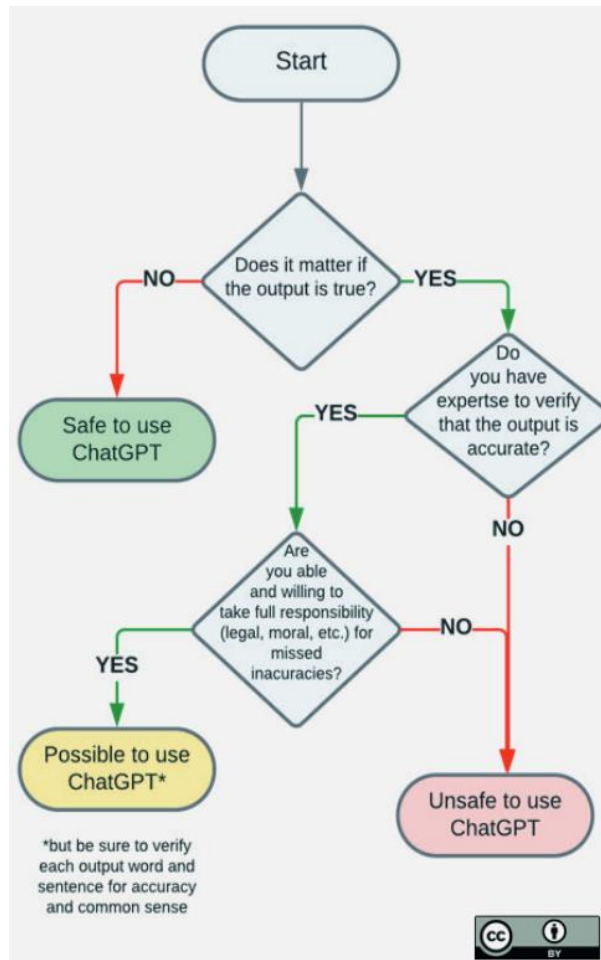 Start
Does it matter if
the output is true?
NO
YES
Safe to use
ChatGPT
Do
you have
expertse to verify
that the output is
accurate?
YES
NO
Are
you able
and willing to
take full responsibility
(legal, moral, etc.) for
missed
inacuracies?
NO
YES
Possible to use
ChatGPT*
Unsafe to use
ChatGPT
*but be sure to verify
each output word and
sentence for accuracy
and common sense
cc
BY